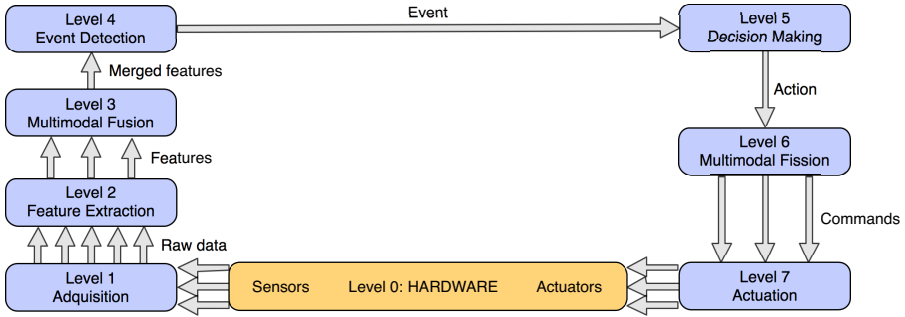 Level 4
Event Detection
Event
Level 5
Decision Making
Merged features
Action
Level 3
Multimodal Fusion
Level 6
Multimodal Fission
Features
Level 2
Feature Extraction
Commands
Raw data
Level 1
Adquisition
Sensors Level 0: HARDWARE Actuators
Level 7
Actuation